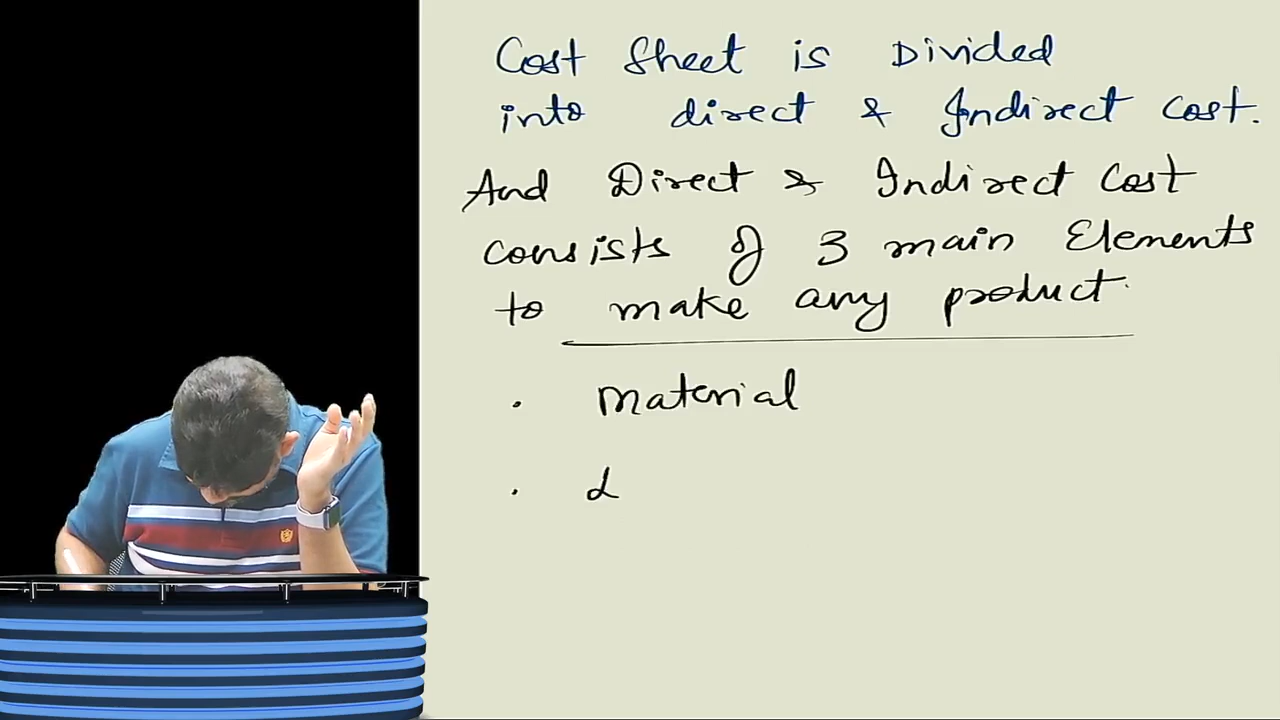 Cost Sheet is Divided
into direct & Indirect Cost.
And Direct & Indirect Cost
consists of 3 main Elements
to make any product.
. Material
. L